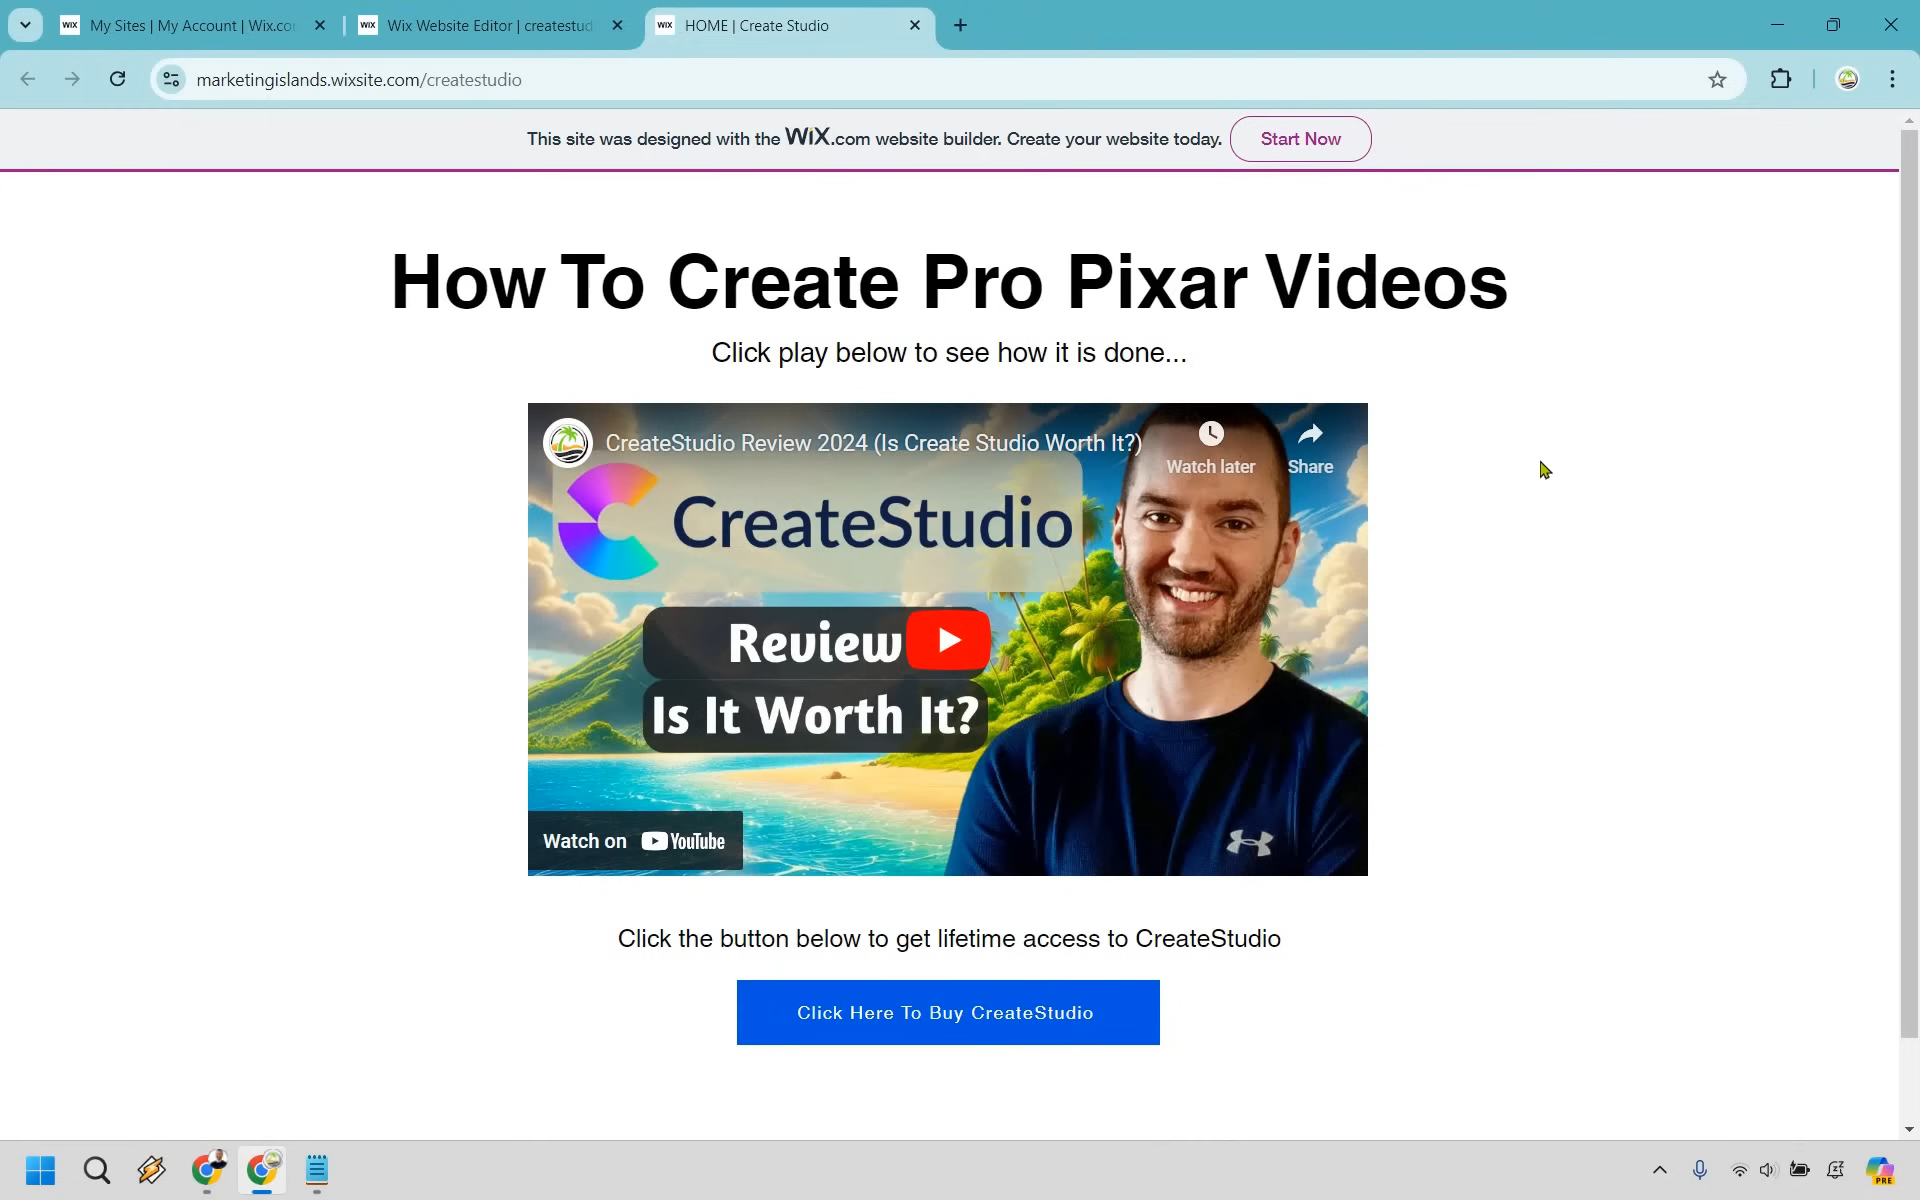 WIX My Sites | My Account | Wix.co
WIX Wix Website Editor | createstud
WIX HOME | Create Studio
marketingislands.wixsite.com/createstudio
This site was designed with the WiX.com website builder. Create your website today. Start Now
How To Create Pro Pixar Videos
Click play below to see how it is done...
CreateStudio Review 2024 (Is Create Studio Worth It?)
Watch later
Share
CreateStudio
Review
Is It Worth It?
Watch on YouTube
Click the button below to get lifetime access to CreateStudio
Click Here To Buy CreateStudio
PRE